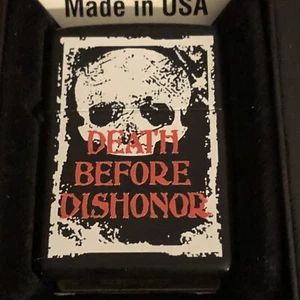 Made in USA
DEATH
BEFORE
DISHONOR